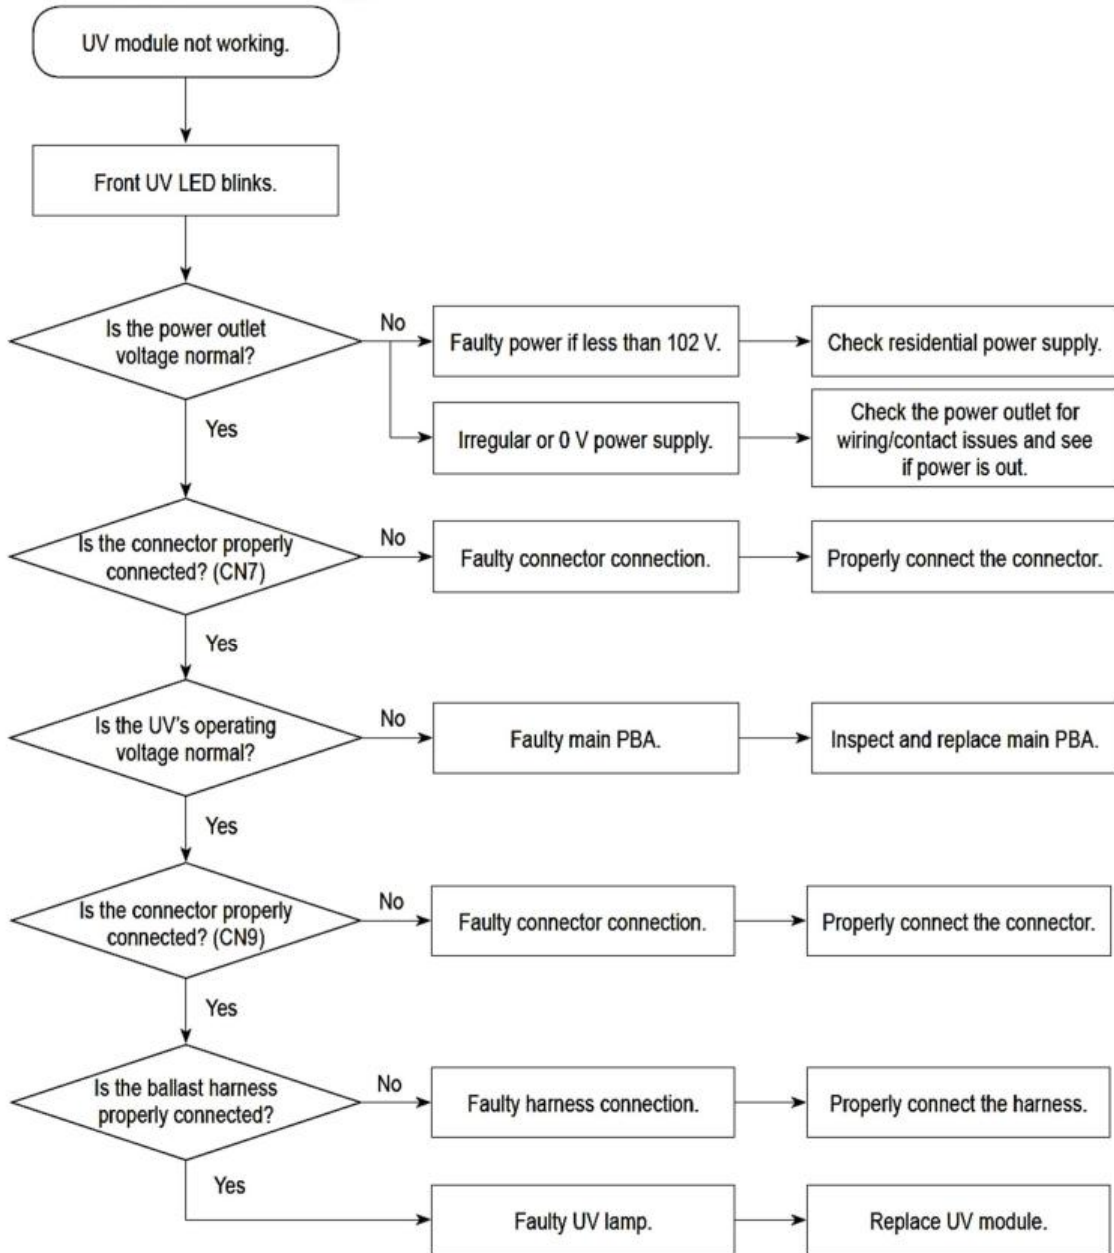 UV module not working.
Front UV LED blinks.
Is the power outlet
voltage normal?
No
Faulty power if less than 102 V.
Check residential power supply.
Yes
Irregular or 0 V power supply.
Check the power outlet for
wiring/contact issues and see
if power is out.
Is the connector properly
connected? (CN7)
No
Faulty connector connection.
Properly connect the connector.
Yes
Is the UV's operating
voltage normal?
No
Faulty main PBA.
Inspect and replace main PBA.
Yes
Is the connector properly
connected? (CN9)
No
Faulty connector connection.
Properly connect the connector.
Yes
Is the ballast harness
properly connected?
No
Faulty harness connection.
Properly connect the harness.
Yes
Faulty UV lamp.
Replace UV module.